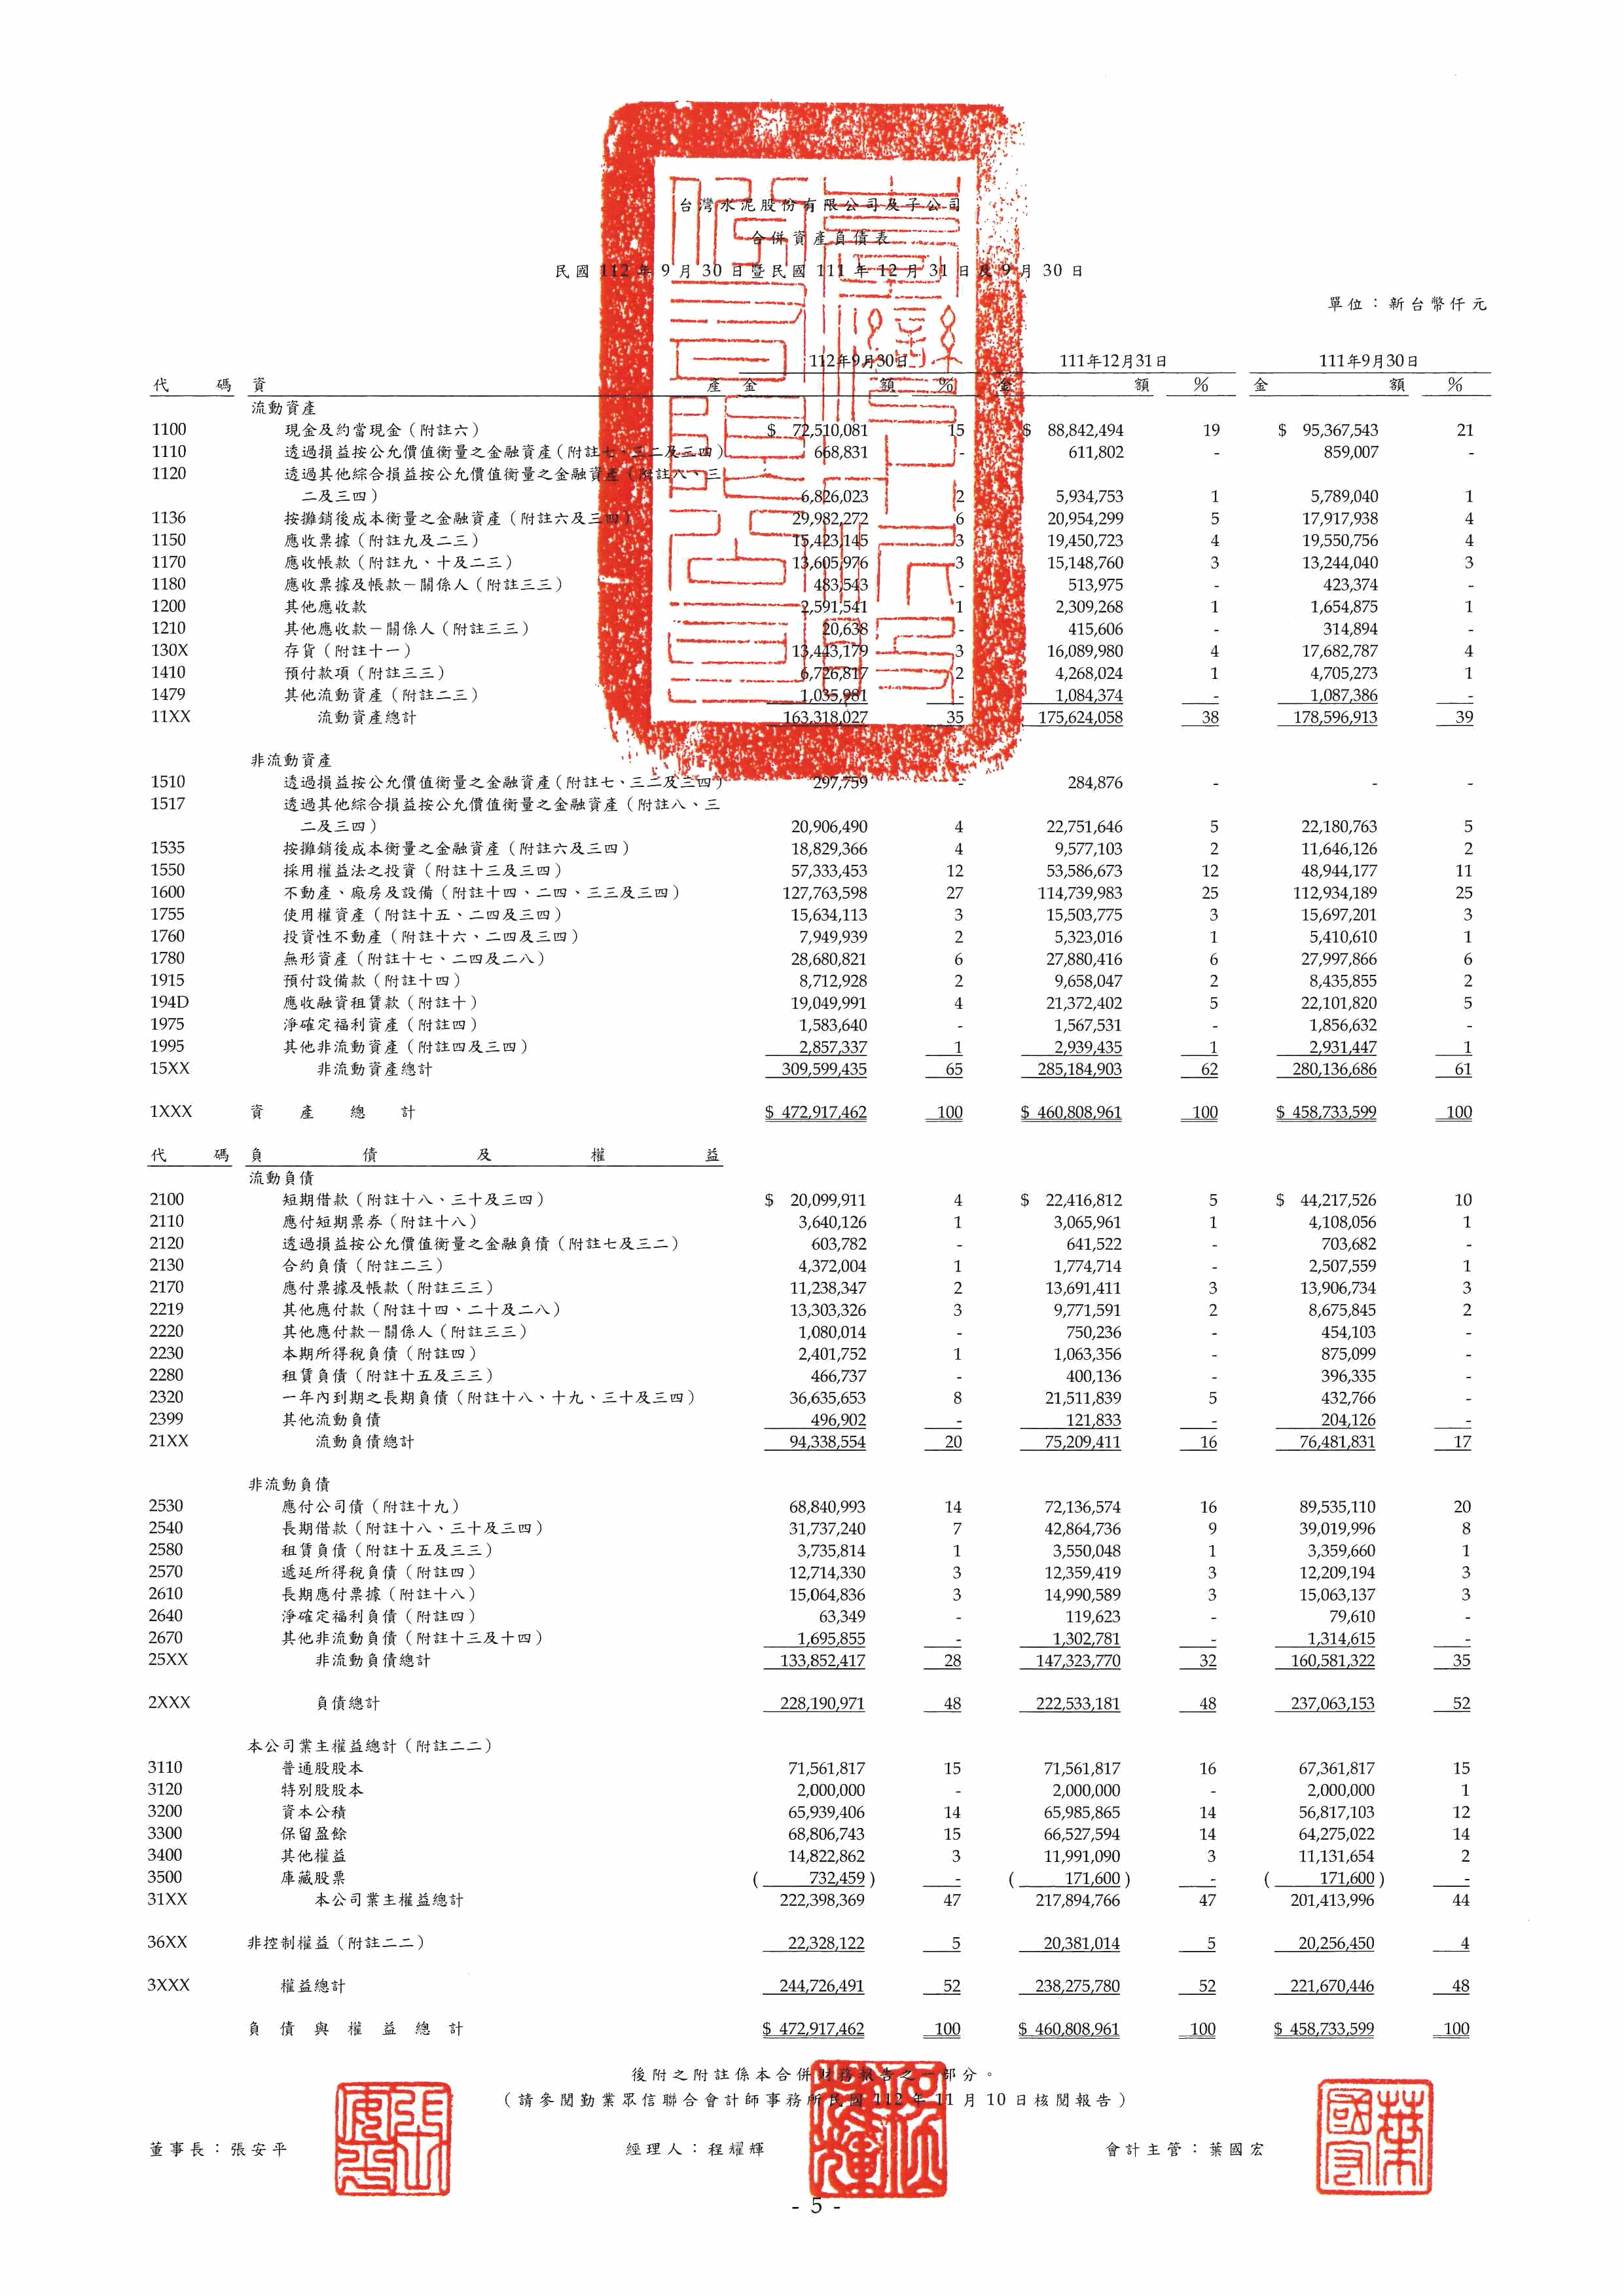 台灣水泥股份有限公司及子公司
合併資產負債表
民國 112 年 9 月 30 日暨民國 111 年 12 月 31 日及 9 月 30 日
單位：新台幣仟元
112年9月30日 111年12月31日 111年9月30日
代 碼 資 產 金 額 % 金 額 % 金 額 %
流動資產
1100 現金及約當現金（附註六） $ 72,510,081 15 $ 88,842,494 19 $ 95,367,543 21
1110 透過損益按公允價值衡量之金融資產（附註七、三二及三四） 668,831 - 611,802 - 859,007 -
1120 透過其他綜合損益按公允價值衡量之金融資產（附註八、三
二及三四） 6,826,023 2 5,934,753 1 5,789,040 1
1136 按攤銷後成本衡量之金融資產（附註六及三四） 29,982,272 6 20,954,299 5 17,917,938 4
1150 應收票據（附註九及二三） 15,423,145 3 19,450,723 4 19,550,756 4
1170 應收帳款（附註九、十及二三） 13,605,976 3 15,148,760 3 13,244,040 3
1180 應收票據及帳款－關係人（附註三三） 483,543 - 513,975 - 423,374 -
1200 其他應收款 2,591,541 1 2,309,268 1 1,654,875 1
1210 其他應收款－關係人（附註三三） 20,638 - 415,606 - 314,894 -
130X 存貨（附註十一） 13,443,179 3 16,089,980 4 17,682,787 4
1410 預付款項（附註三三） 6,726,817 2 4,268,024 1 4,705,273 1
1479 其他流動資產（附註二三） 1,035,981 - 1,084,374 - 1,087,386 -
11XX 流動資產總計 163,318,027 35 175,624,058 38 178,596,913 39
非流動資產
1510 透過損益按公允價值衡量之金融資產（附註七、三二及三四） 297,759 - 284,876 - - -
1517 透過其他綜合損益按公允價值衡量之金融資產（附註八、三
二及三四） 20,906,490 4 22,751,646 5 22,180,763 5
1535 按攤銷後成本衡量之金融資產（附註六及三四） 18,829,366 4 9,577,103 2 11,646,126 2
1550 採用權益法之投資（附註十三及三四） 57,333,453 12 53,586,673 12 48,944,177 11
1600 不動產、廠房及設備（附註十四、二四、三三及三四） 127,763,598 27 114,739,983 25 112,934,189 25
1755 使用權資產（附註十五、二四及三四） 15,634,113 3 15,503,775 3 15,697,201 3
1760 投資性不動產（附註十六、二四及三四） 7,949,939 2 5,323,016 1 5,410,610 1
1780 無形資產（附註十七、二四及二八） 28,680,821 6 27,880,416 6 27,997,866 6
1915 預付設備款（附註十四） 8,712,928 2 9,658,047 2 8,435,855 2
194D 應收融資租賃款（附註十） 19,049,991 4 21,372,402 5 22,101,820 5
1975 淨確定福利資產（附註四） 1,583,640 - 1,567,531 - 1,856,632 -
1995 其他非流動資產（附註四及三四） 2,857,337 1 2,939,435 1 2,931,447 1
15XX 非流動資產總計 309,599,435 65 285,184,903 62 280,136,686 61
1XXX 資 產 總 計 $ 472,917,462 100 $ 460,808,961 100 $ 458,733,599 100
代 碼 負 債 及 權 益
流動負債
2100 短期借款（附註十八、三十及三四） $ 20,099,911 4 $ 22,416,812 5 $ 44,217,526 10
2110 應付短期票券（附註十八） 3,640,126 1 3,065,961 1 4,108,056 1
2120 透過損益按公允價值衡量之金融負債（附註七及三二） 603,782 - 641,522 - 703,682 -
2130 合約負債（附註二三） 4,372,004 1 1,774,714 - 2,507,559 1
2170 應付票據及帳款（附註三三） 11,238,347 2 13,691,411 3 13,906,734 3
2219 其他應付款（附註十四、二十及二八） 13,303,326 3 9,771,591 2 8,675,845 2
2220 其他應付款－關係人（附註三三） 1,080,014 - 750,236 - 454,103 -
2230 本期所得稅負債（附註四） 2,401,752 1 1,063,356 - 875,099 -
2280 租賃負債（附註十五及三三） 466,737 - 400,136 - 396,335 -
2320 一年內到期之長期負債（附註十八、十九、三十及三四） 36,635,653 8 21,511,839 5 432,766 -
2399 其他流動負債 496,902 - 121,833 - 204,126 -
21XX 流動負債總計 94,338,554 20 75,209,411 16 76,481,831 17
非流動負債
2530 應付公司債（附註十九） 68,840,993 14 72,136,574 16 89,535,110 20
2540 長期借款（附註十八、三十及三四） 31,737,240 7 42,864,736 9 39,019,996 8
2580 租賃負債（附註十五及三三） 3,735,814 1 3,550,048 1 3,359,660 1
2570 遞延所得稅負債（附註四） 12,714,330 3 12,359,419 3 12,209,194 3
2610 長期應付票據（附註十八） 15,064,836 3 14,990,589 3 15,063,137 3
2640 淨確定福利負債（附註四） 63,349 - 119,623 - 79,610 -
2670 其他非流動負債（附註十三及十四） 1,695,855 - 1,302,781 - 1,314,615 -
25XX 非流動負債總計 133,852,417 28 147,323,770 32 160,581,322 35
2XXX 負債總計 228,190,971 48 222,533,181 48 237,063,153 52
本公司業主權益總計（附註二二）
3110 普通股股本 71,561,817 15 71,561,817 16 67,361,817 15
3120 特別股股本 2,000,000 - 2,000,000 - 2,000,000 1
3200 資本公積 65,939,406 14 65,985,865 14 56,817,103 12
3300 保留盈餘 68,806,743 15 66,527,594 14 64,275,022 14
3400 其他權益 14,822,862 3 11,991,090 3 11,131,654 2
3500 庫藏股票 ( 732,459 ) - ( 171,600 ) - ( 171,600 ) -
31XX 本公司業主權益總計 222,398,369 47 217,894,766 47 201,413,996 44
36XX 非控制權益（附註二二） 22,328,122 5 20,381,014 5 20,256,450 4
3XXX 權益總計 244,726,491 52 238,275,780 52 221,670,446 48
負 債 與 權 益 總 計 $ 472,917,462 100 $ 460,808,961 100 $ 458,733,599 100
後附之附註係本合併財務報告之一部分。
（請參閱勤業眾信聯合會計師事務所民國 112 年 11 月 10 日核閱報告）
董事長：張安平 經理人：程耀輝 會計主管：葉國宏
- 5 -